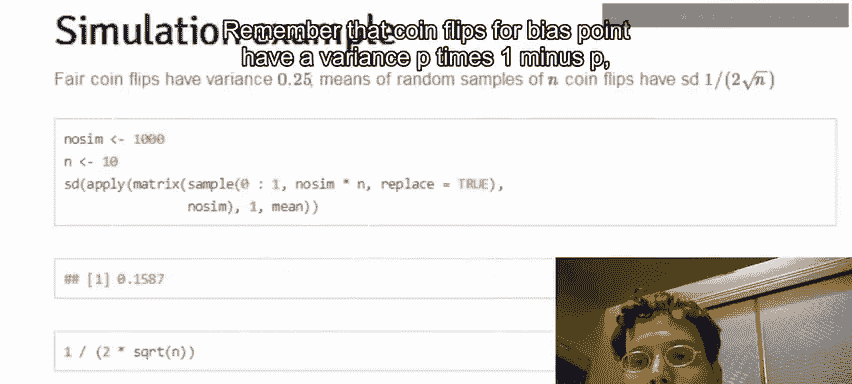 Simulation example
Remember that coin flips for bias point
have a variance p times 1 minus p,
Fair coin flips have variance 0.25; means of random samples of n coin flips have sd 1/(2√n)
nosim <- 1000
n <- 10
sd(apply(matrix(sample(0 : 1, nosim * n, replace = TRUE),
nosim), 1, mean))
## [1] 0.1587
1 / (2 * sqrt(n))